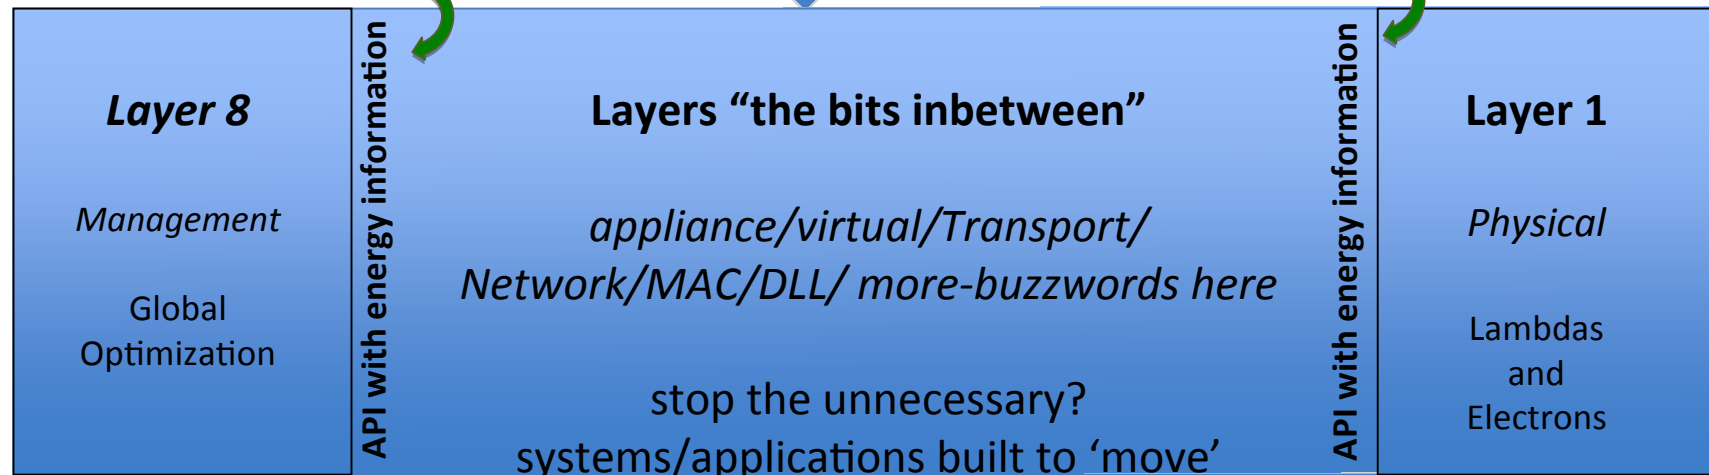 Layer 8
Management
Global
Optimization
API with energy information
Layers “the bits inbetween”
appliance/virtual/Transport/
Network/MAC/DLL/ more-buzzwords here
stop the unnecessary?
systems/applications built to ‘move’
API with energy information
Layer 1
Physical
Lambdas
and
Electrons